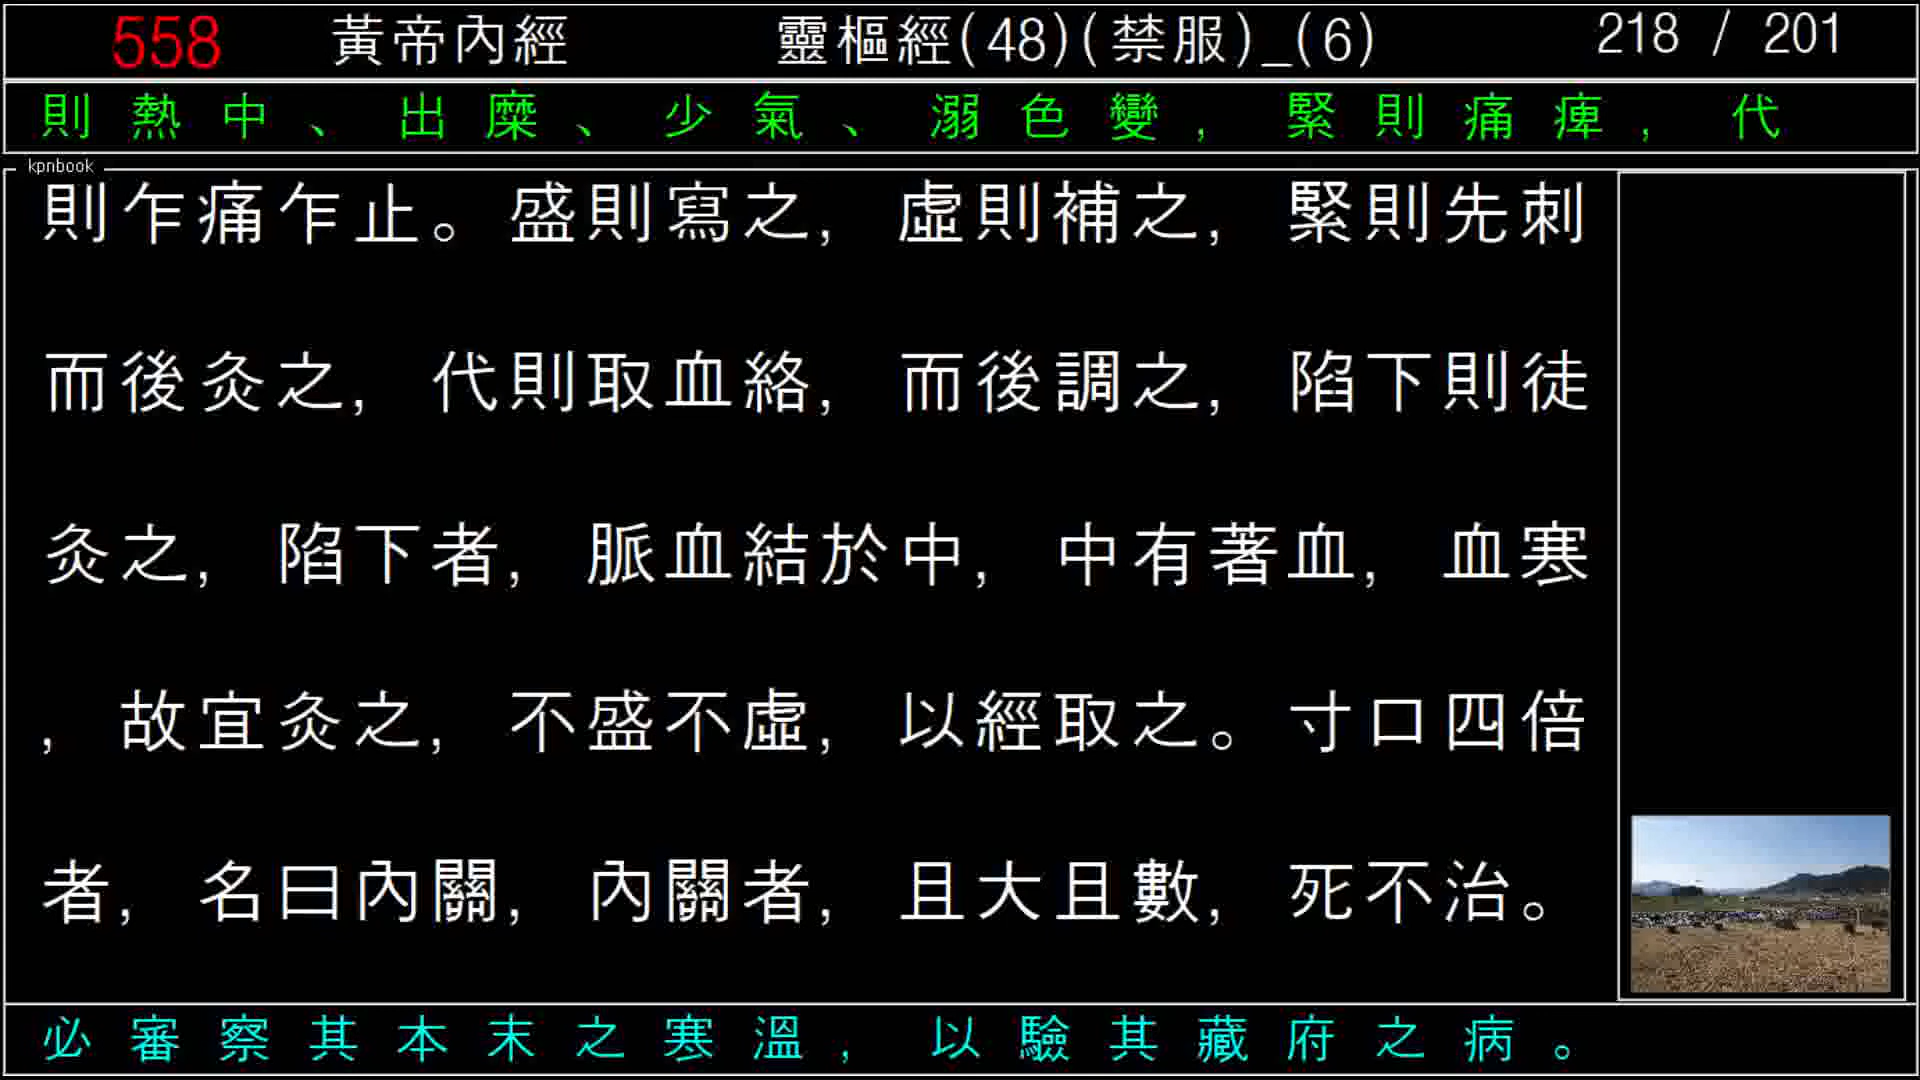 558 黃帝內經 靈樞經(48)(禁服)_(6) 218 / 201
則熱中、出糜、少氣、溺色變, 緊則痛痺, 代
kpnbook
則乍痛乍止。盛則寫之, 虛則補之, 緊則先刺
而後灸之, 代則取血絡, 而後調之, 陷下則徒
灸之, 陷下者, 脈血結於中, 中有著血, 血寒
, 故宜灸之, 不盛不虛, 以經取之。寸口四倍
者, 名曰內關, 內關者, 且大且數, 死不治。
必審察其本末之寒溫, 以驗其藏府之病。